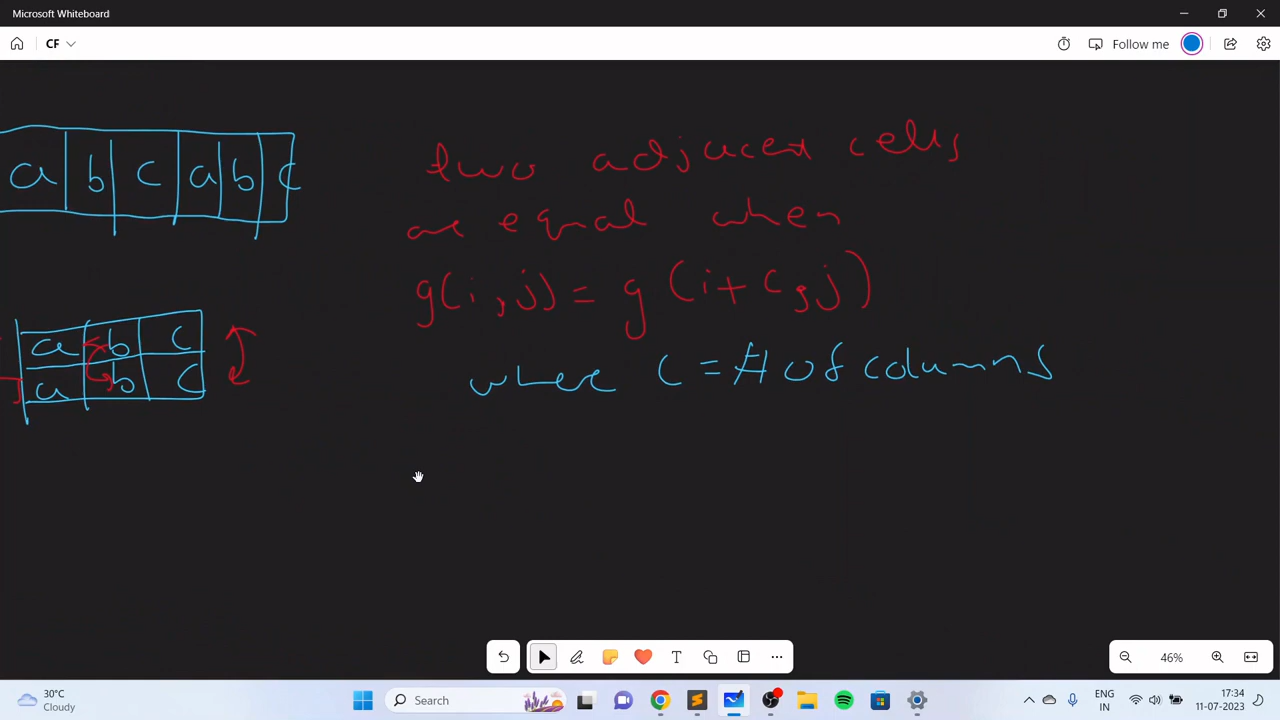 Microsoft Whiteboard
CF
Follow me
a b c a b c
two adjucent cells
are equal when
g(i,j) = g(i+c,j)
where C = # of columns
a b c
a b c
46%
30°C
Cloudy
Search
ENG
IN
17:34
11-07-2023